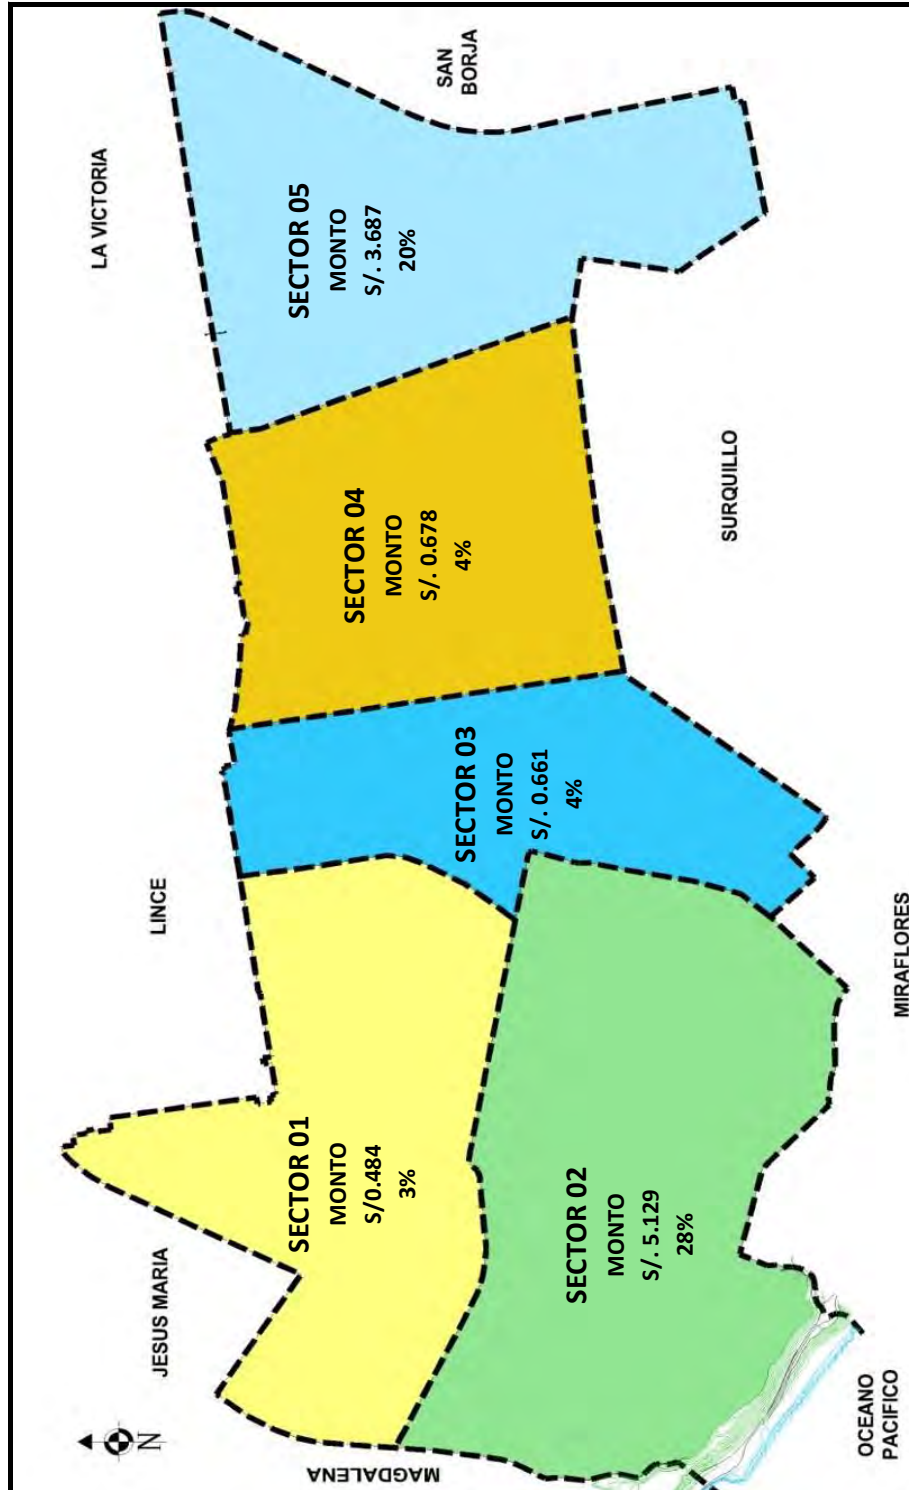 JESUS MARIA
LINCE
LA VICTORIA
SAN
BORJA
N
MAGDALENA
SECTOR 01
MONTO
S/0.484
3%
SECTOR 02
MONTO
S/. 5.129
28%
SECTOR 03
MONTO
S/. 0.661
4%
SECTOR 04
MONTO
S/. 0.678
4%
SECTOR 05
MONTO
S/. 3.687
20%
OCEANO
PACIFICO
MIRAFLORES
SURQUILLO